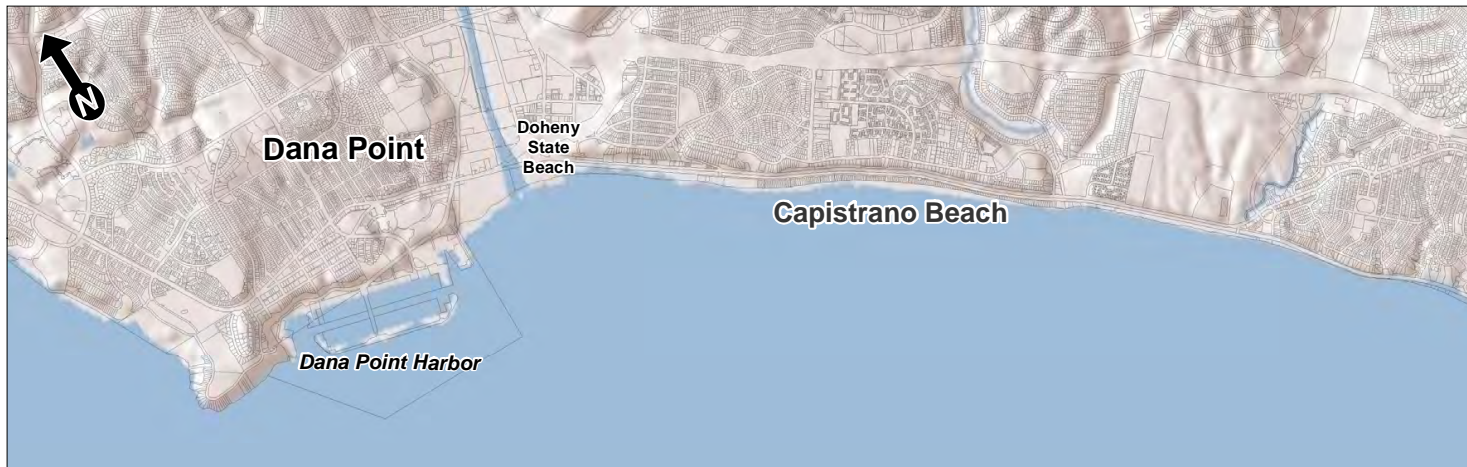 N
Dana Point
Doheny
State
Beach
Capistrano Beach
Dana Point Harbor